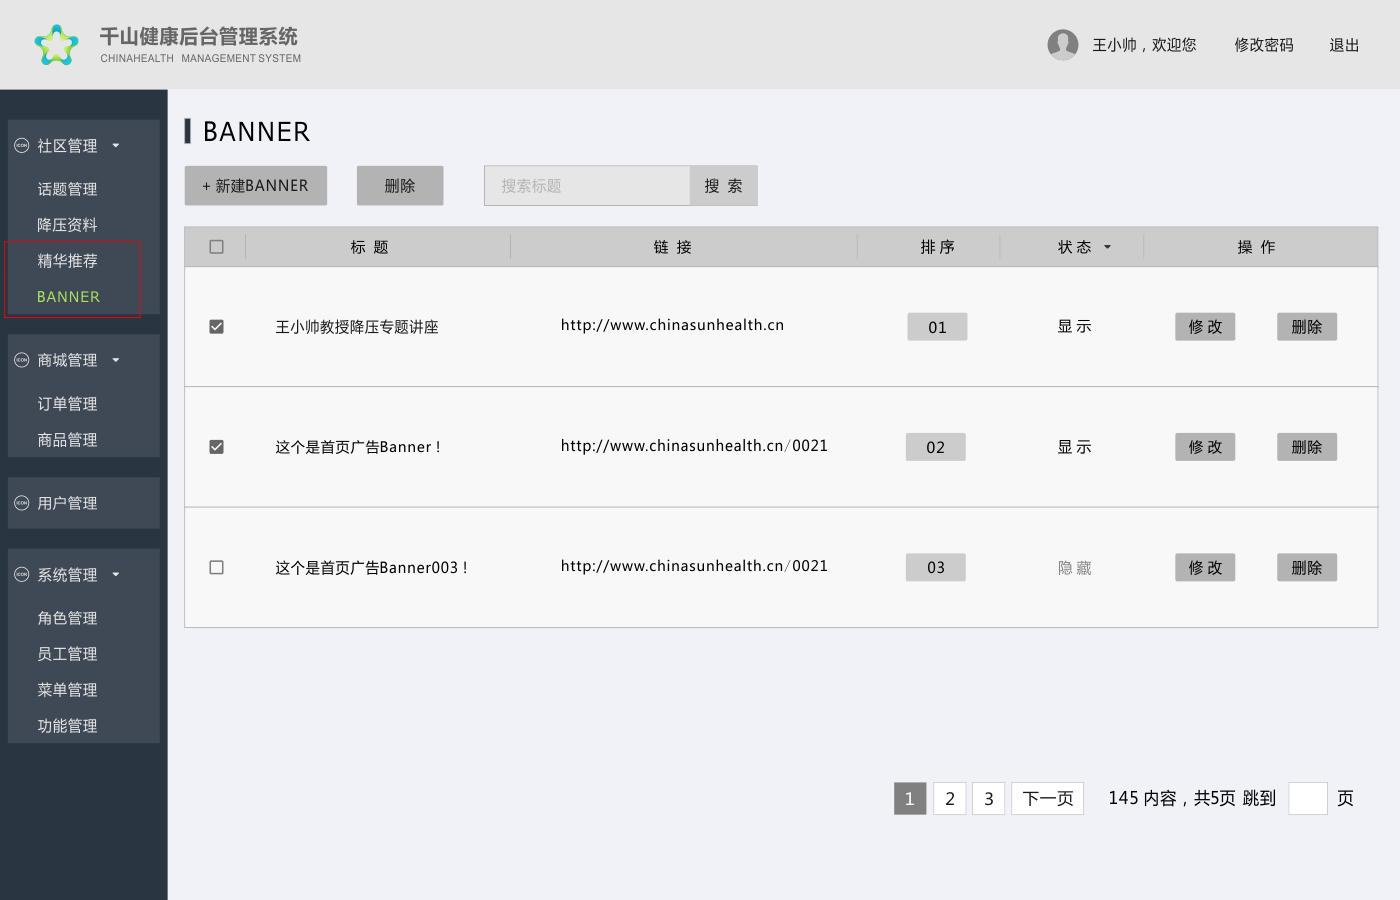 千山健康后台管理系统
CHINAHEALTH MANAGEMENT SYSTEM
王小帅，欢迎您 修改密码 退出
社区管理
话题管理
降压资料
精华推荐
BANNER
商城管理
订单管理
商品管理
用户管理
系统管理
角色管理
员工管理
菜单管理
功能管理
BANNER
+ 新建BANNER 删除 搜索标题 搜 索
标 题 链 接 排 序 状 态 操 作
王小帅教授降压专题讲座 http://www.chinasunhealth.cn 01 显 示 修 改 删除
这个是首页广告Banner！ http://www.chinasunhealth.cn/0021 02 显 示 修 改 删除
这个是首页广告Banner003！ http://www.chinasunhealth.cn/0021 03 隐 藏 修 改 删除
1 2 3 下一页 145 内容，共5页 跳到 页